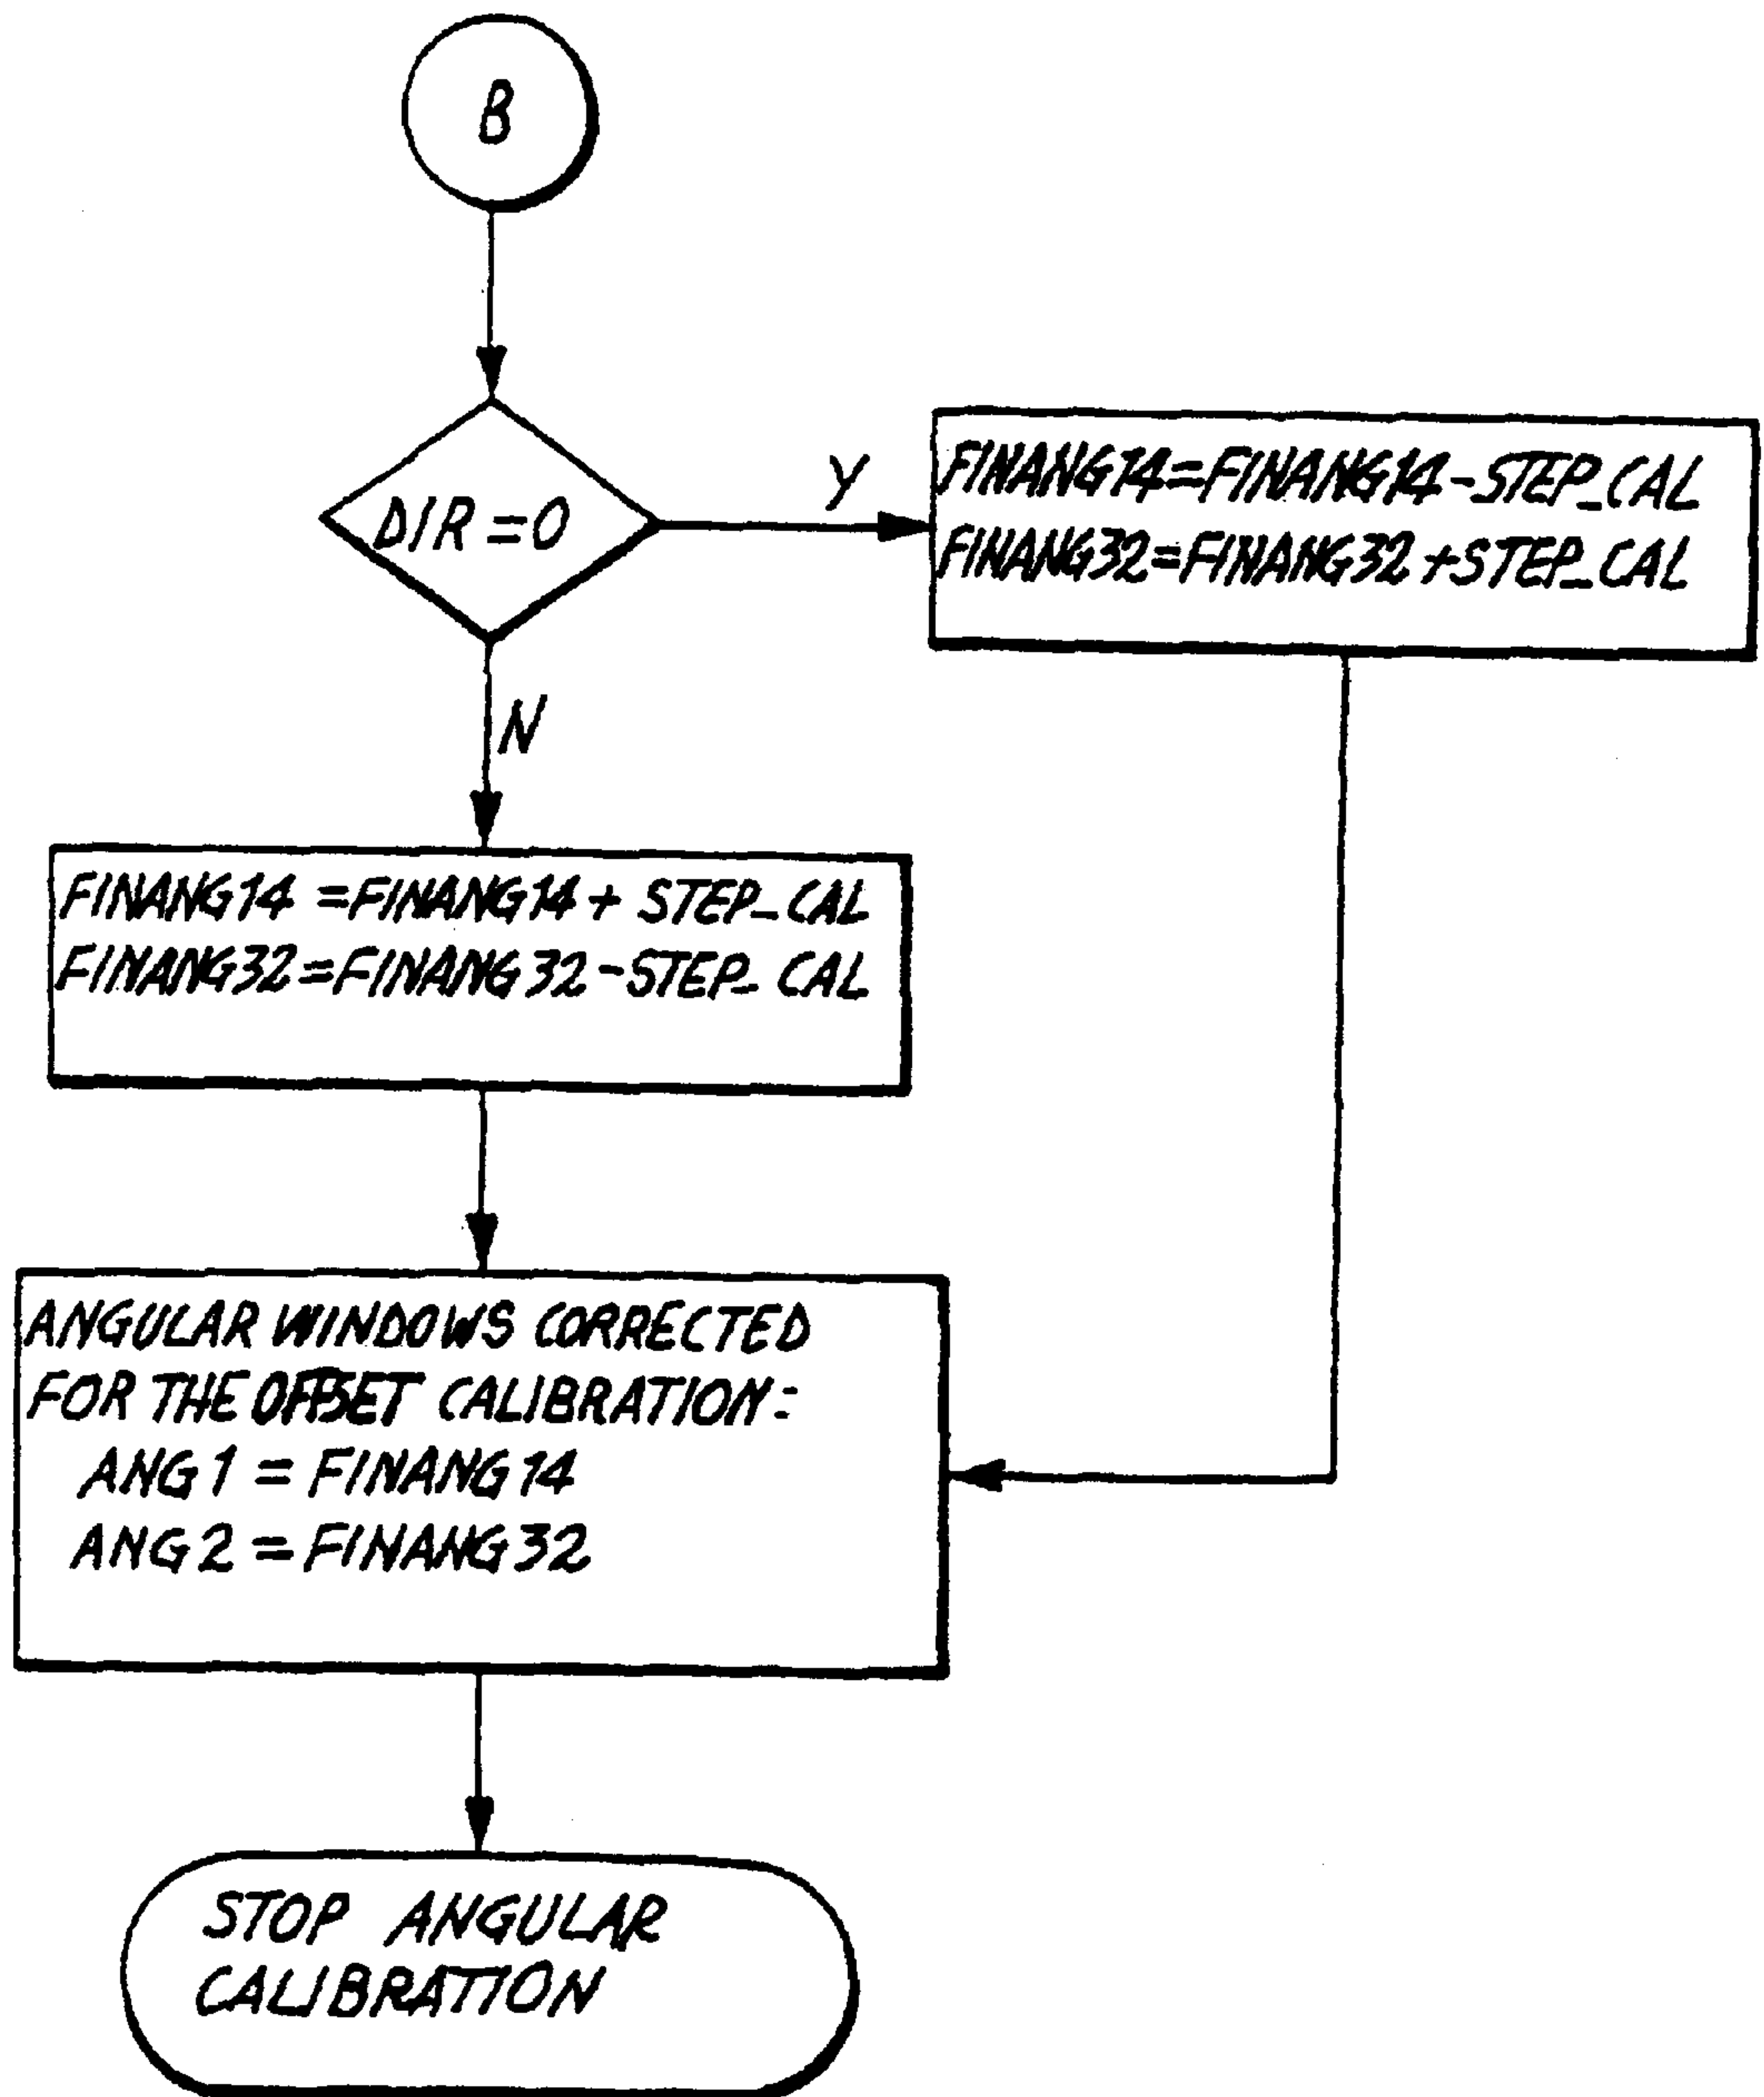 B
DIR=0
Y
FINANG14=FINANG14-STEP_CAL
FINANG32=FINANG32+STEP_CAL
N
FINANG14=FINANG14+ STEP_CAL
FINANG32=FINANG32-STEP_CAL
ANGULAR WINDOWS CORRECTED
FOR THE OFFSET CALIBRATION:
ANG1 = FINANG14
ANG2 = FINANG32
STOP ANGULAR
CALIBRATION